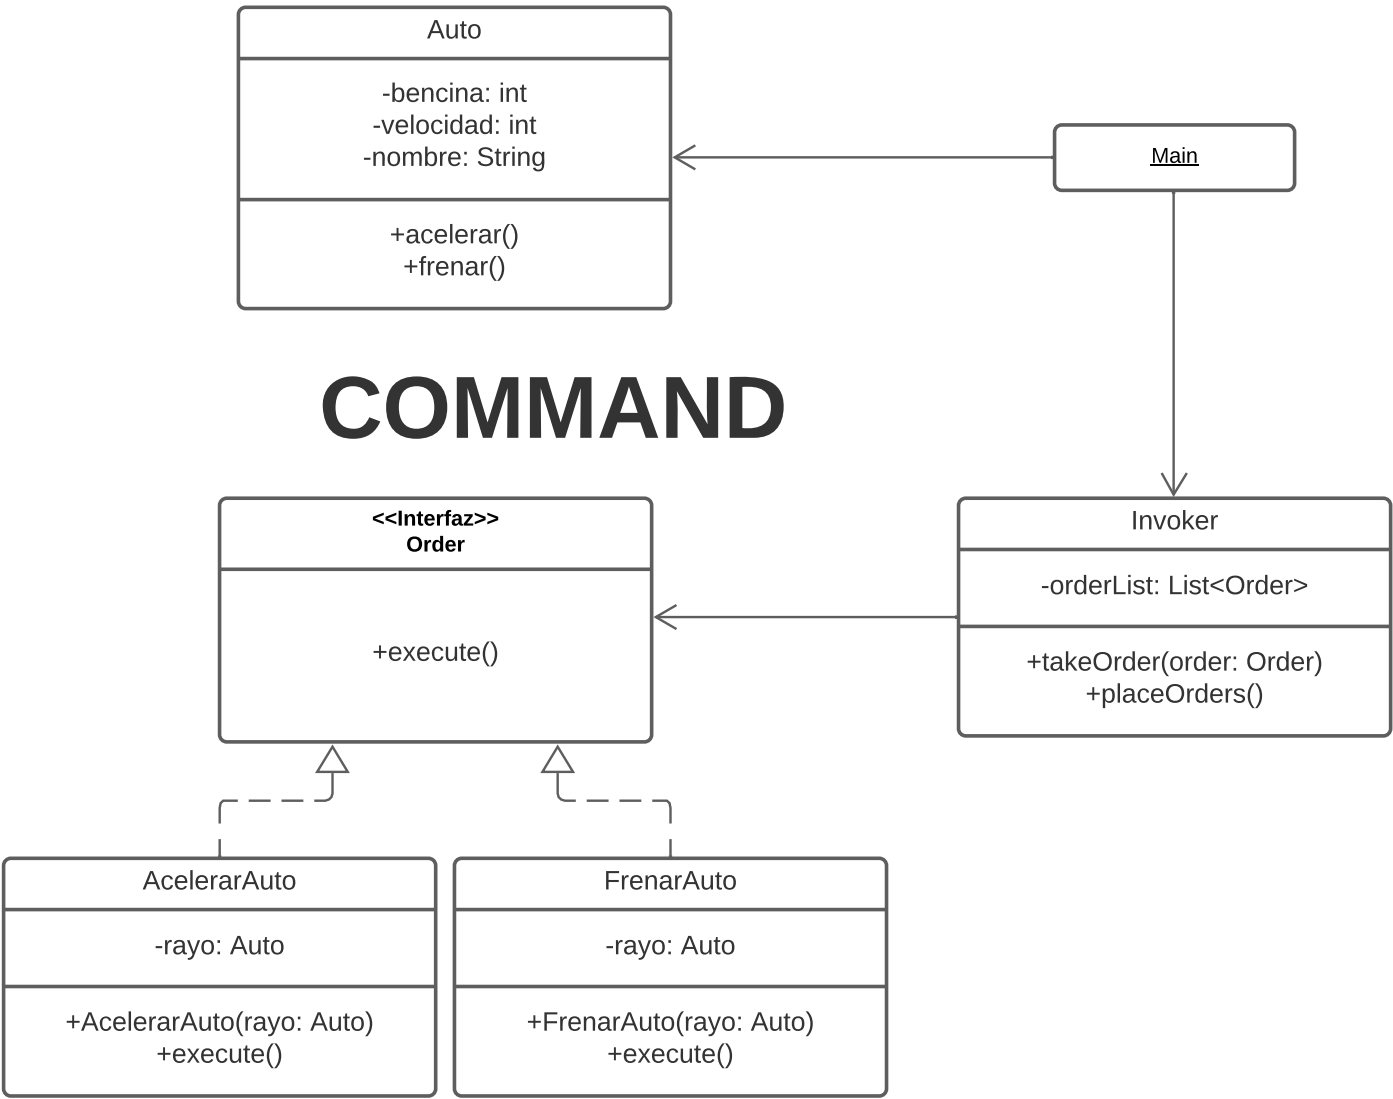 Auto
-bencina: int
-velocidad: int
-nombre: String
+acelerar()
+frenar()
Main
COMMAND
<<Interfaz>>
Order
+execute()
Invoker
-orderList: List<Order>
+takeOrder(order: Order)
+placeOrders()
AcelerarAuto
-rayo: Auto
+AcelerarAuto(rayo: Auto)
+execute()
FrenarAuto
-rayo: Auto
+FrenarAuto(rayo: Auto)
+execute()